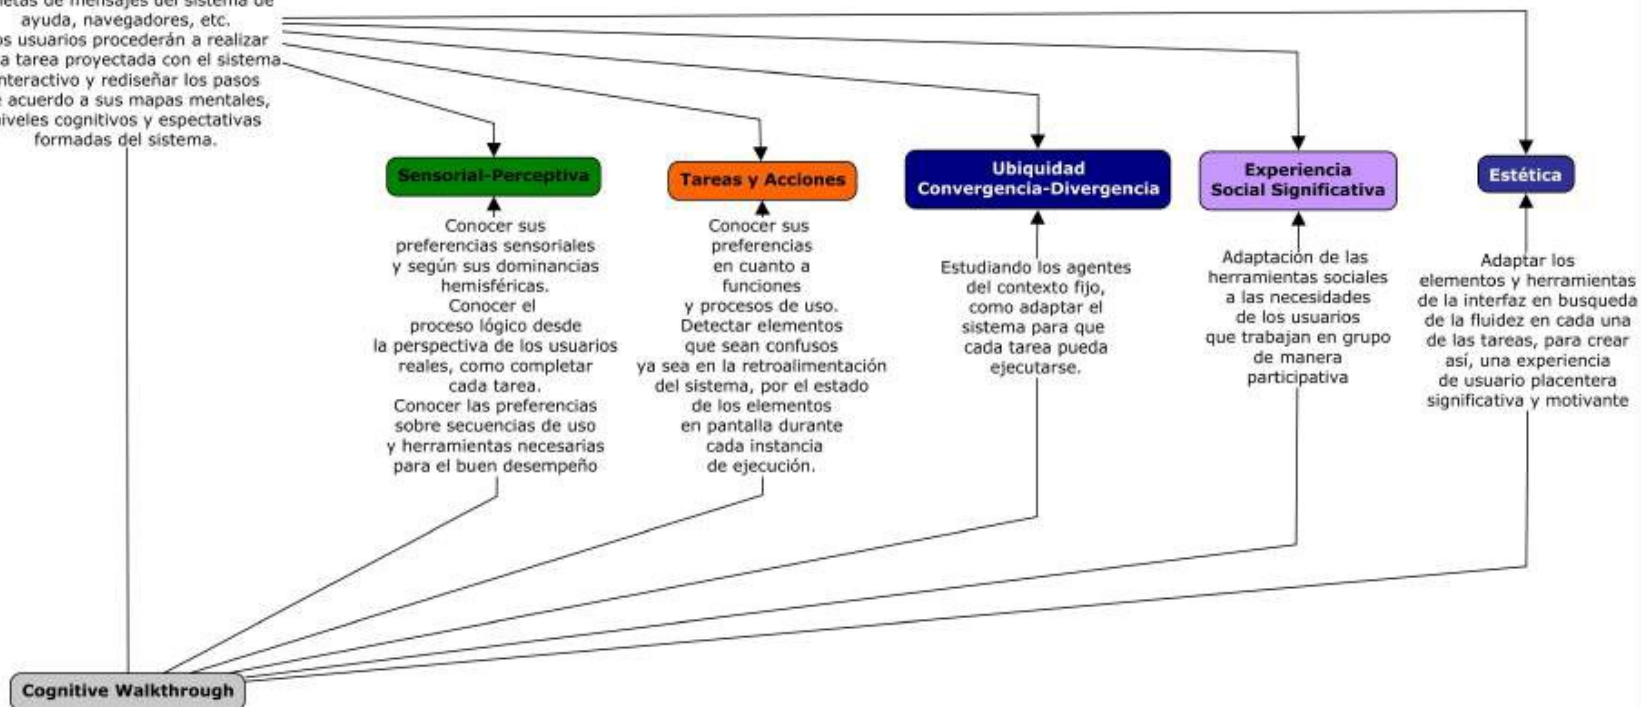 de mensajes del sistema de
ayuda, navegadores, etc.
usuarios procederán a realizar
tarea proyectada con el sistema
y rediseñar los pasos
acuerdo a sus mapas mentales,
cognitivos y espectativas
formadas del sistema.
Sensorial-Perceptiva
Conocer sus
preferencias sensoriales
y según sus dominancias
hemisféricas.
Conocer el
proceso lógico desde
la perspectiva de los usuarios
reales, como completar
cada tarea.
Conocer las preferencias
sobre secuencias de uso
y herramientas necesarias
para el buen desempeño
Tareas y Acciones
Conocer sus
preferencias
en cuanto a
funciones
y procesos de uso.
Detectar elementos
que sean confusos
ya sea en la retroalimentación
del sistema, por el estado
de los elementos
en pantalla durante
cada instancia
de ejecución.
Ubiquidad
Convergencia-Divergencia
Estudiando los agentes
del contexto fijo,
como adaptar el
sistema para que
cada tarea pueda
ejecutarse.
Experiencia
Social Significativa
Adaptación de las
herramientas sociales
a las necesidades
de los usuarios
que trabajan en grupo
de manera
participativa
Estética
Adaptar los
elementos y herramientas
de la interfaz en busqueda
de la fluidez en cada una
de las tareas, para crear
así, una experiencia
de usuario placentera
significativa y motivante
Cognitive Walkthrough